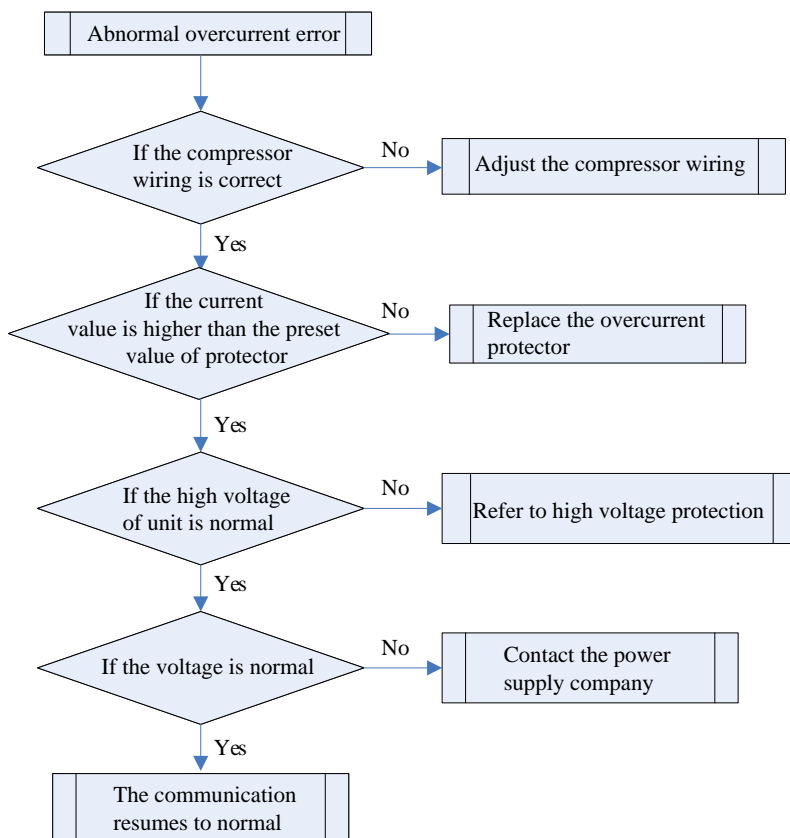 Abnormal overcurrent error
If the compressor
wiring is correct
No
Adjust the compressor wiring
Yes
If the current
value is higher than the preset
value of protector
No
Replace the overcurrent
protector
Yes
If the high voltage
of unit is normal
No
Refer to high voltage protection
Yes
If the voltage is normal
No
Contact the power
supply company
Yes
The communication
resumes to normal